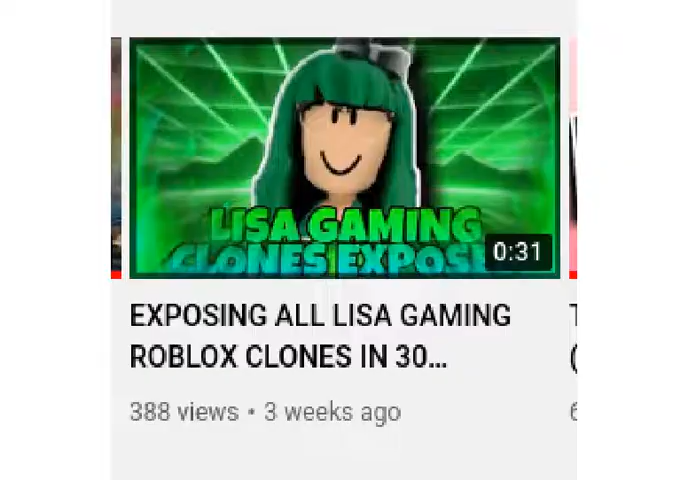 LISA GAMING
CLONES EXPOS
0:31
EXPOSING ALL LISA GAMING
ROBLOX CLONES IN 30...
388 views • 3 weeks ago